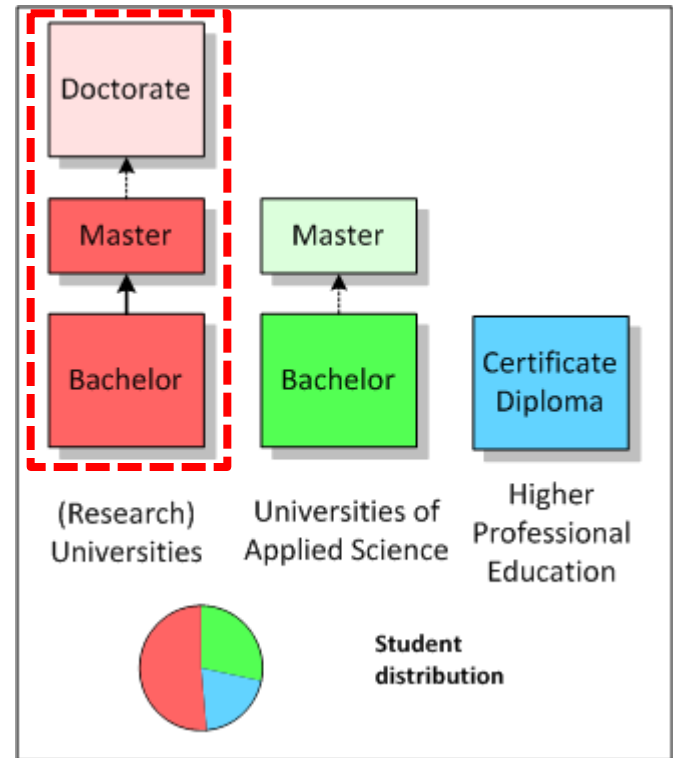 Doctorate
Master
Bachelor
(Research)
Universities
Master
Bachelor
Universities of
Applied Science
Certificate
Diploma
Higher
Professional
Education
Student
distribution